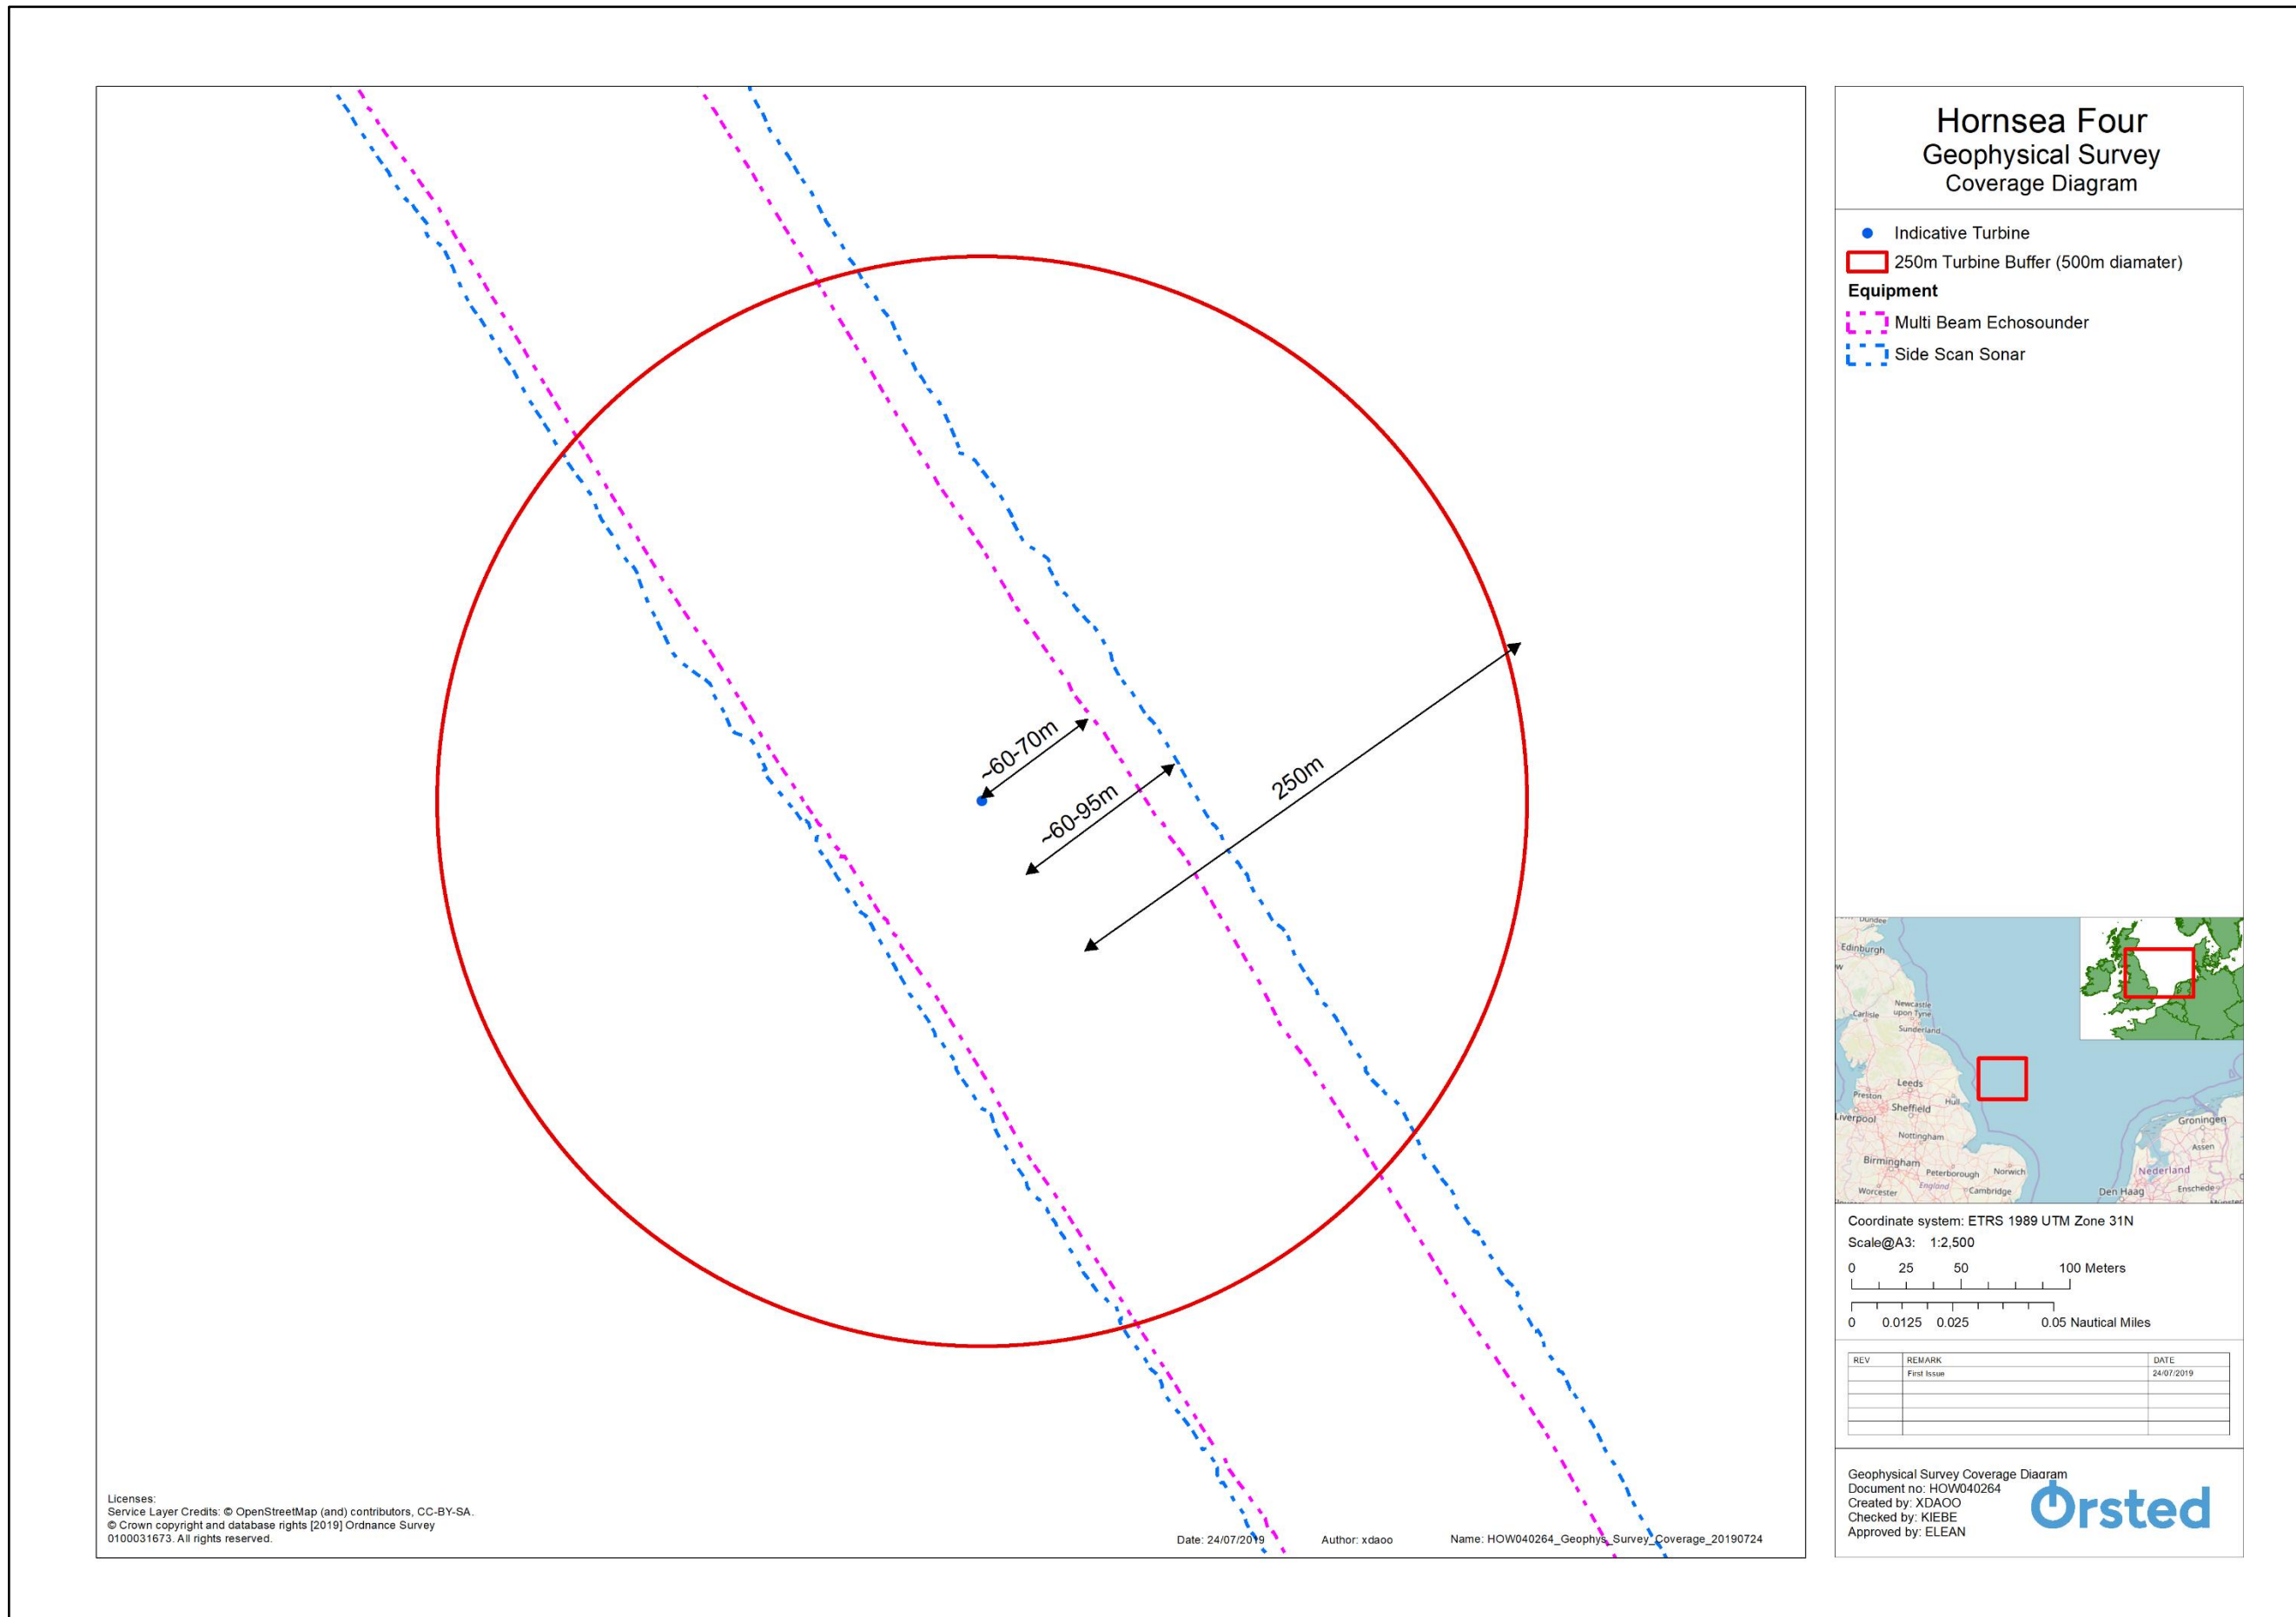 Hornsea Four
Geophysical Survey
Coverage Diagram
Indicative Turbine
250m Turbine Buffer (500m diamater)
Equipment
Multi Beam Echosounder
Side Scan Sonar
~60-70m
~60-95m
250m
Dundee
Edinburgh
Newcastle
upon Tyne
Carlisle
Sunderland
Leeds
Preston
Hull
Sheffield
Liverpool
Nottingham
Birmingham
Peterborough
Norwich
England
Worcester
Cambridge
Groningen
Assen
Nederland
Den Haag
Enschede
Coordinate system: ETRS 1989 UTM Zone 31N
Scale@A3: 1:2,500
0 25 50 100 Meters
0 0.0125 0.025 0.05 Nautical Miles
REV REMARK DATE
First Issue 24/07/2019
Geophysical Survey Coverage Diagram
Document no: HOW040264
Created by: XDAOO
Checked by: KIEBE
Approved by: ELEAN
Orsted
Licenses:
Service Layer Credits: © OpenStreetMap (and) contributors, CC-BY-SA.
© Crown copyright and database rights [2019] Ordnance Survey
0100031673. All rights reserved.
Date: 24/07/2019 Author: xdaoo Name: HOW040264_Geophys_Survey_Coverage_20190724